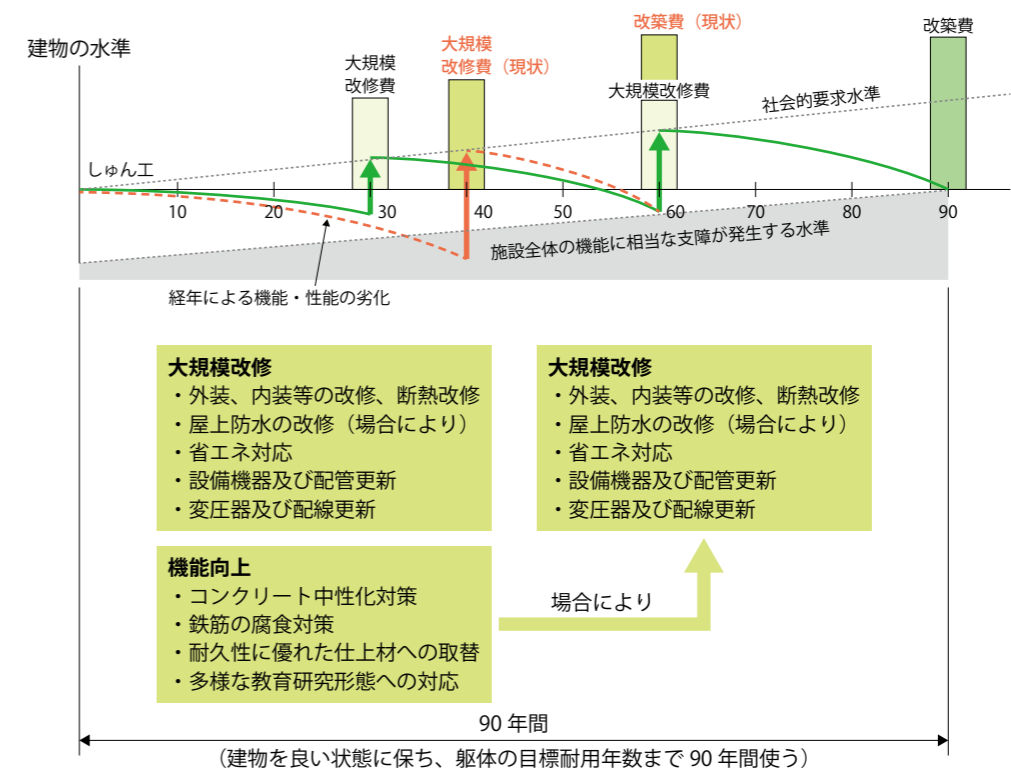 建物の水準
大規模
改修費
大規模
改修費（現状）
改築費（現状）
大規模改修費
改築費
社会的要求水準
しゅん工
10
20
30
40
50
60
70
80
90
施設全体の機能に相当な支障が発生する水準
経年による機能・性能の劣化
大規模改修
・外装、内装等の改修、断熱改修
・屋上防水の改修（場合により）
・省エネ対応
・設備機器及び配管更新
・変圧器及び配線更新
大規模改修
・外装、内装等の改修、断熱改修
・屋上防水の改修（場合により）
・省エネ対応
・設備機器及び配管更新
・変圧器及び配線更新
機能向上
・コンクリート中性化対策
・鉄筋の腐食対策
・耐久性に優れた仕上材への取替
・多様な教育研究形態への対応
場合により
90 年間
（建物を良い状態に保ち、躯体の目標耐用年数まで 90 年間使う）